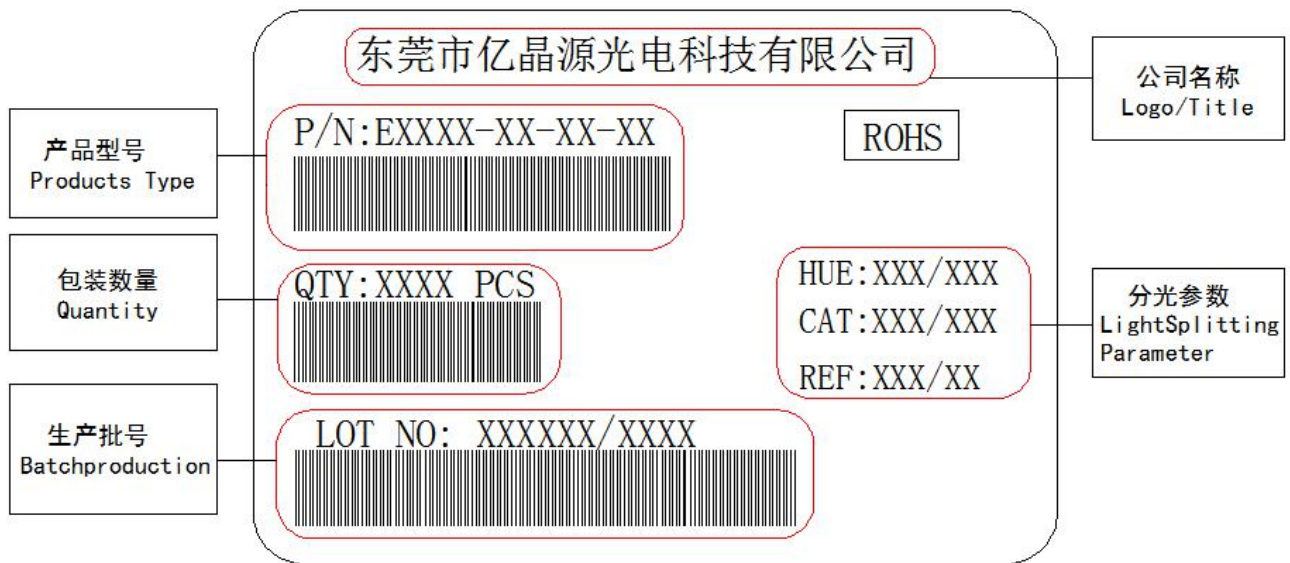 东莞市亿晶源光电科技有限公司
公司名称
Logo/Title
产品型号
Products Type
P/N:EXXXX-XX-XX-XX
ROHS
包装数量
Quantity
QTY:XXXX PCS
HUE:XXX/XXX
CAT:XXX/XXX
REF:XXX/XX
分光参数
LightSplitting
Parameter
生产批号
Batchproduction
LOT NO: XXXXXX/XXXX